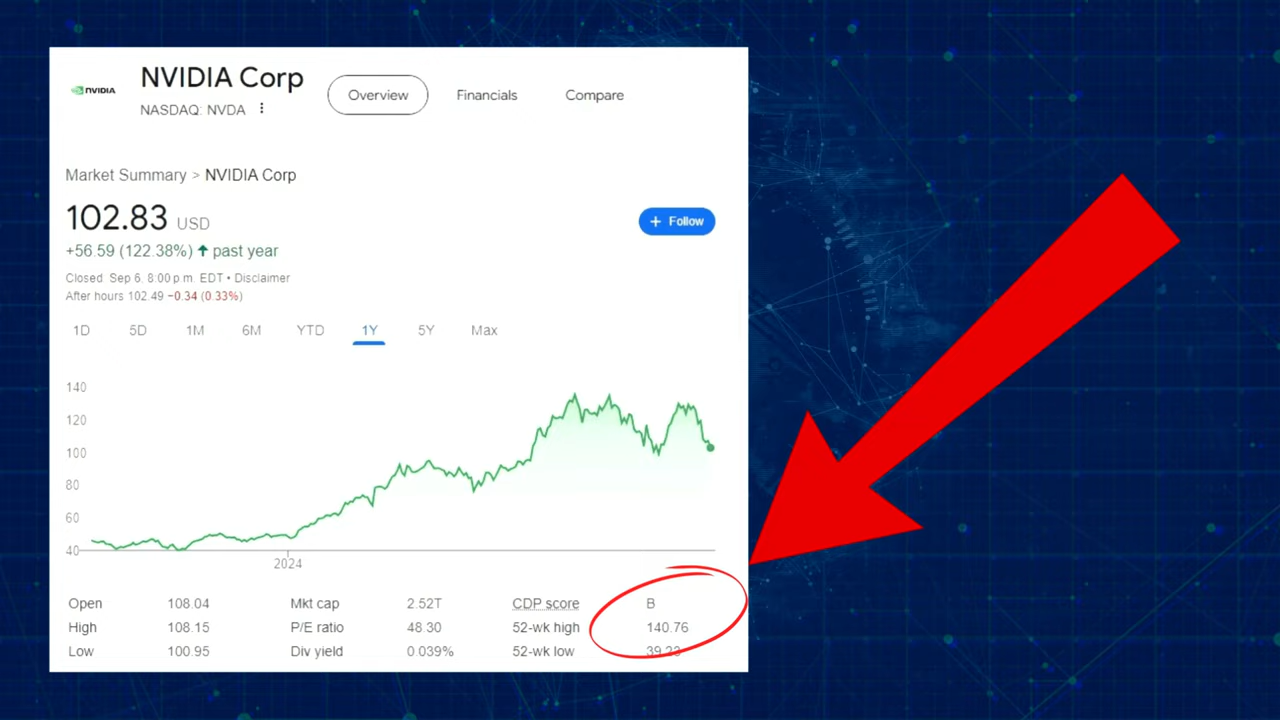 NVIDIA
NVIDIA Corp
NASDAQ: NVDA
Overview
Financials
Compare
Market Summary > NVIDIA Corp
102.83 USD
+ Follow
+56.59 (122.38%) ↑ past year
Closed: Sep 6, 8:00 p.m. EDT • Disclaimer
After hours 102.49 −0.34 (0.33%)
1D 5D 1M 6M YTD 1Y 5Y Max
140
120
100
80
60
40
2024
Open 108.04 Mkt cap 2.52T CDP score B
High 108.15 P/E ratio 48.30 52-wk high 140.76
Low 100.95 Div yield 0.039% 52-wk low 39.23